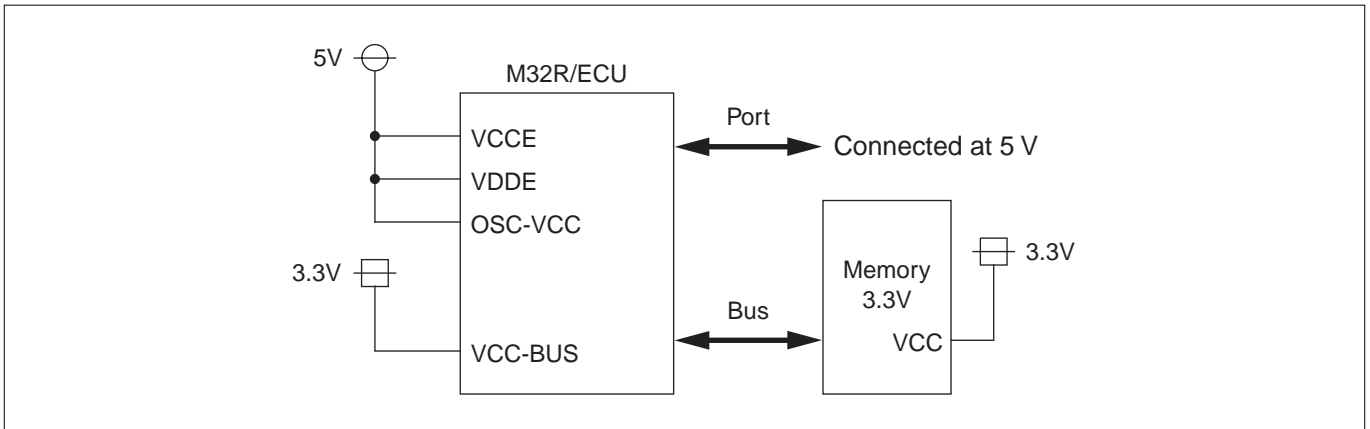 5V
M32R/ECU
VCCE
VDDE
OSC-VCC
3.3V
VCC-BUS
Port
Connected at 5 V
Bus
Memory
3.3V
VCC
3.3V